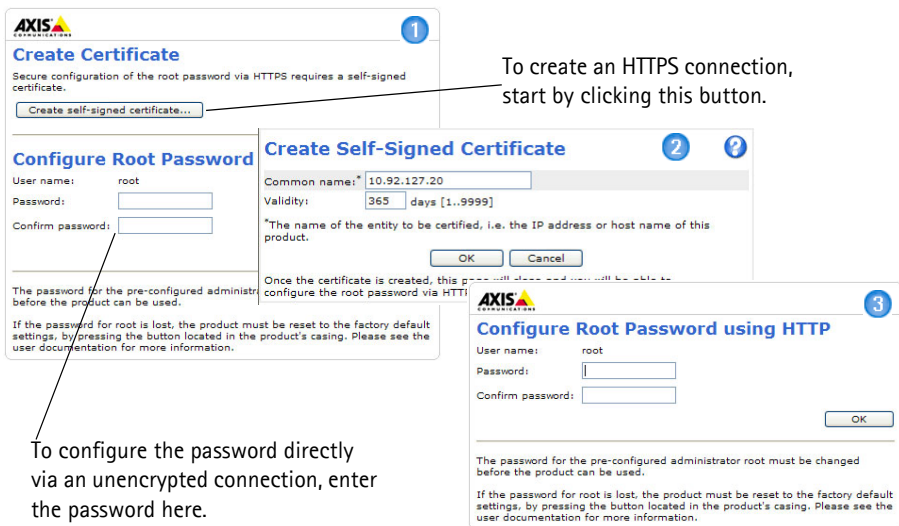 AXIS
COMMUNICATIONS
1
Create Certificate
Secure configuration of the root password via HTTPS requires a self-signed
certificate.
Create self-signed certificate...
To create an HTTPS connection,
start by clicking this button.
Configure Root Password
User name: root
Password:
Confirm password:
The password for the pre-configured administr
before the product can be used.
If the password for root is lost, the product must be reset to the factory default
settings, by pressing the button located in the product's casing. Please see the
user documentation for more information.
Create Self-Signed Certificate
2
?
Common name:* 10.92.127.20
Validity: 365 days [1..9999]
*The name of the entity to be certified, i.e. the IP address or host name of this
product.
OK Cancel
Once the certificate is created, this page will close and you will be able to
configure the root password via HTT
AXIS
COMMUNICATIONS
3
Configure Root Password using HTTP
User name: root
Password:
Confirm password:
OK
The password for the pre-configured administrator root must be changed
before the product can be used.
If the password for root is lost, the product must be reset to the factory default
settings, by pressing the button located in the product's casing. Please see the
user documentation for more information.
To configure the password directly
via an unencrypted connection, enter
the password here.